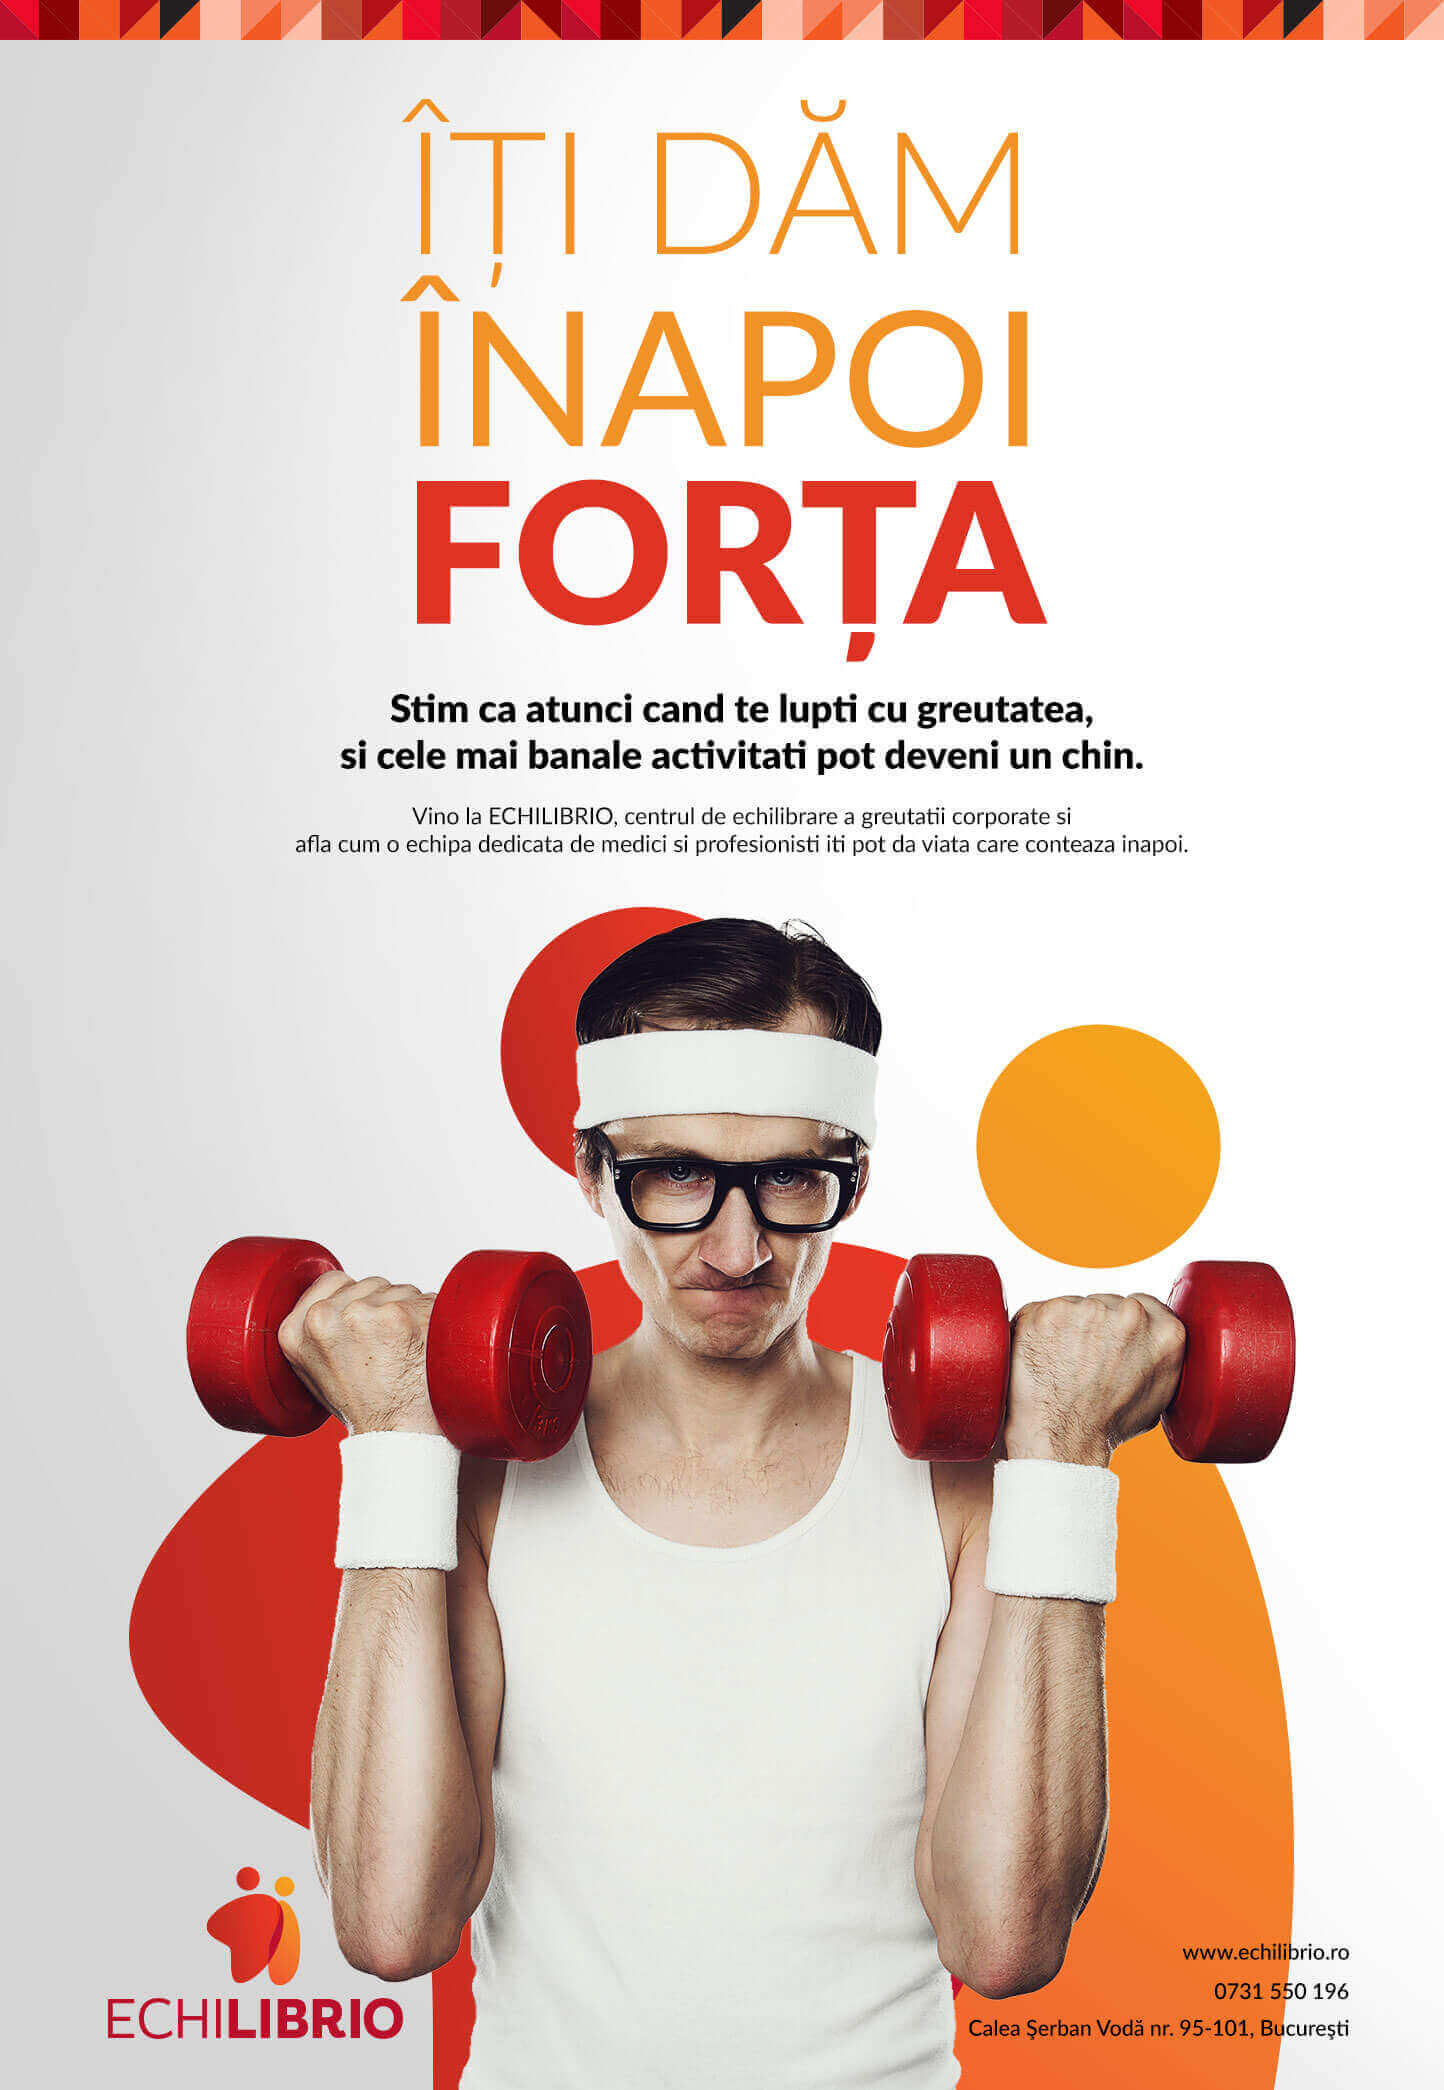 ÎȚI DĂM
ÎNAPOI
FORȚA
Stim ca atunci cand te lupti cu greutatea,
si cele mai banale activitati pot deveni un chin.
Vino la ECHILIBRIO, centrul de echilibrare a greutatii corporate si
afla cum o echipa dedicata de medici si profesionisti iti pot da viata care conteaza inapoi.
ECHILIBRIO
www.echilibrio.ro
0731 550 196
Calea Şerban Vodă nr. 95-101, Bucureşti